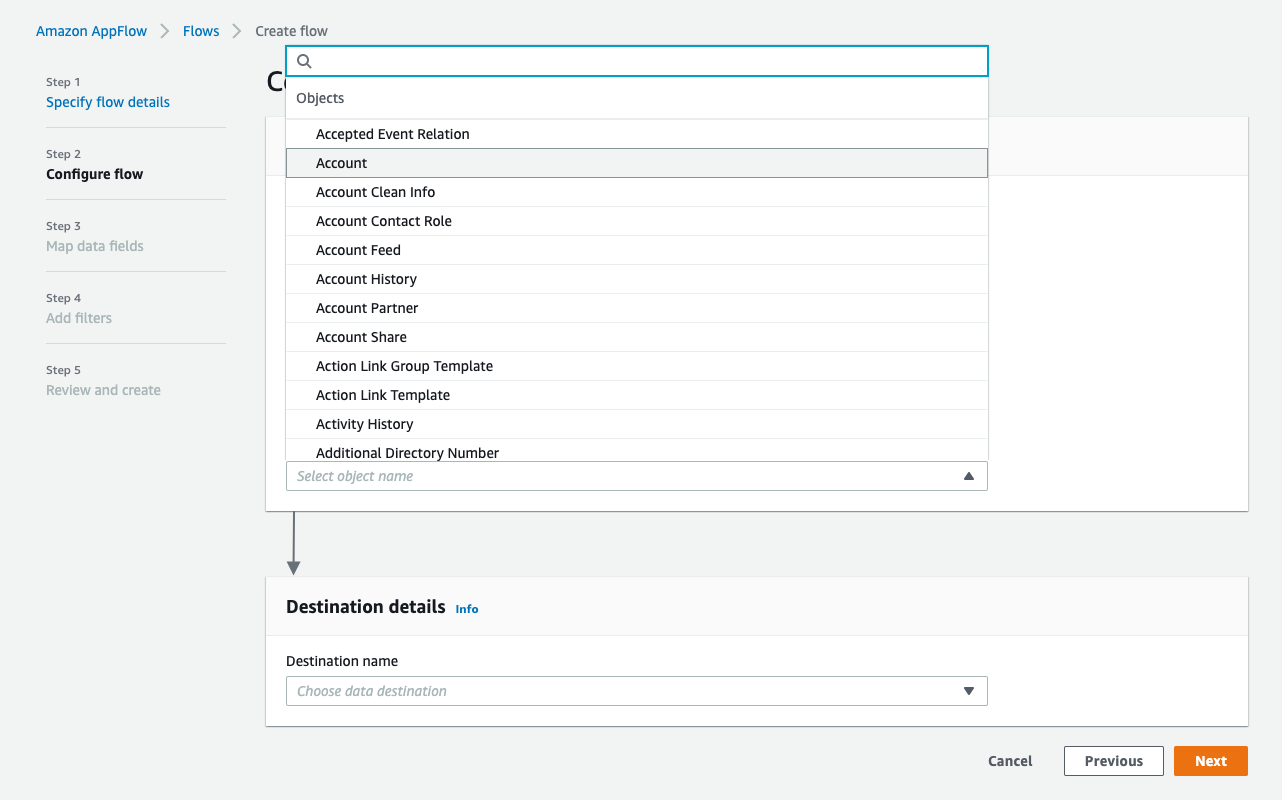 Amazon AppFlow Flows Create flow
Step 1
Specify flow details
Step 2
Configure flow
Step 3
Map data fields
Step 4
Add filters
Step 5
Review and create
Objects
Accepted Event Relation
Account
Account Clean Info
Account Contact Role
Account Feed
Account History
Account Partner
Account Share
Action Link Group Template
Action Link Template
Activity History
Additional Directory Number
Select object name
Destination details Info
Destination name
Choose data destination
Cancel Previous Next